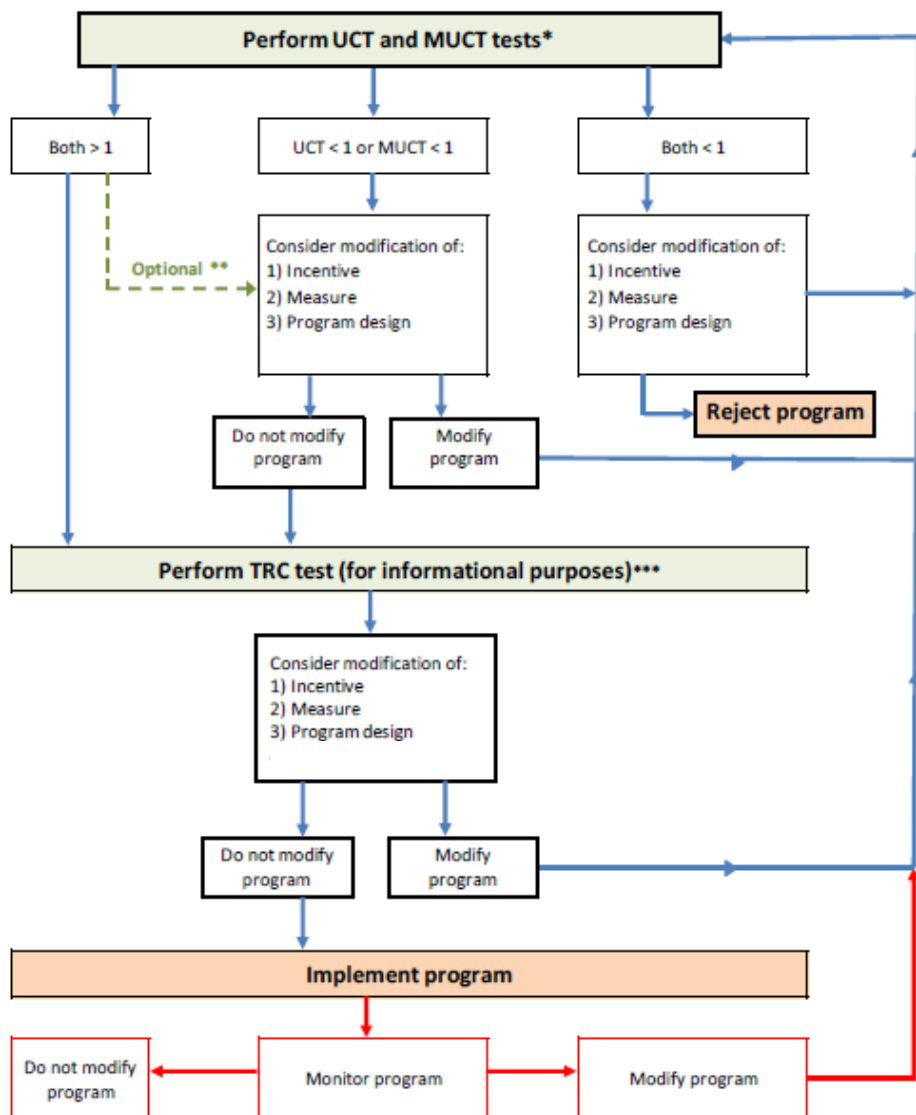 Perform UCT and MUCT tests*
Both > 1
UCT < 1 or MUCT < 1
Both < 1
Optional **
Consider modification of:
1) Incentive
2) Measure
3) Program design
Consider modification of:
1) Incentive
2) Measure
3) Program design
Reject program
Do not modify
program
Modify
program
Perform TRC test (for informational purposes)***
Consider modification of:
1) Incentive
2) Measure
3) Program design
Do not modify
program
Modify
program
Implement program
Do not modify
program
Monitor program
Modify program